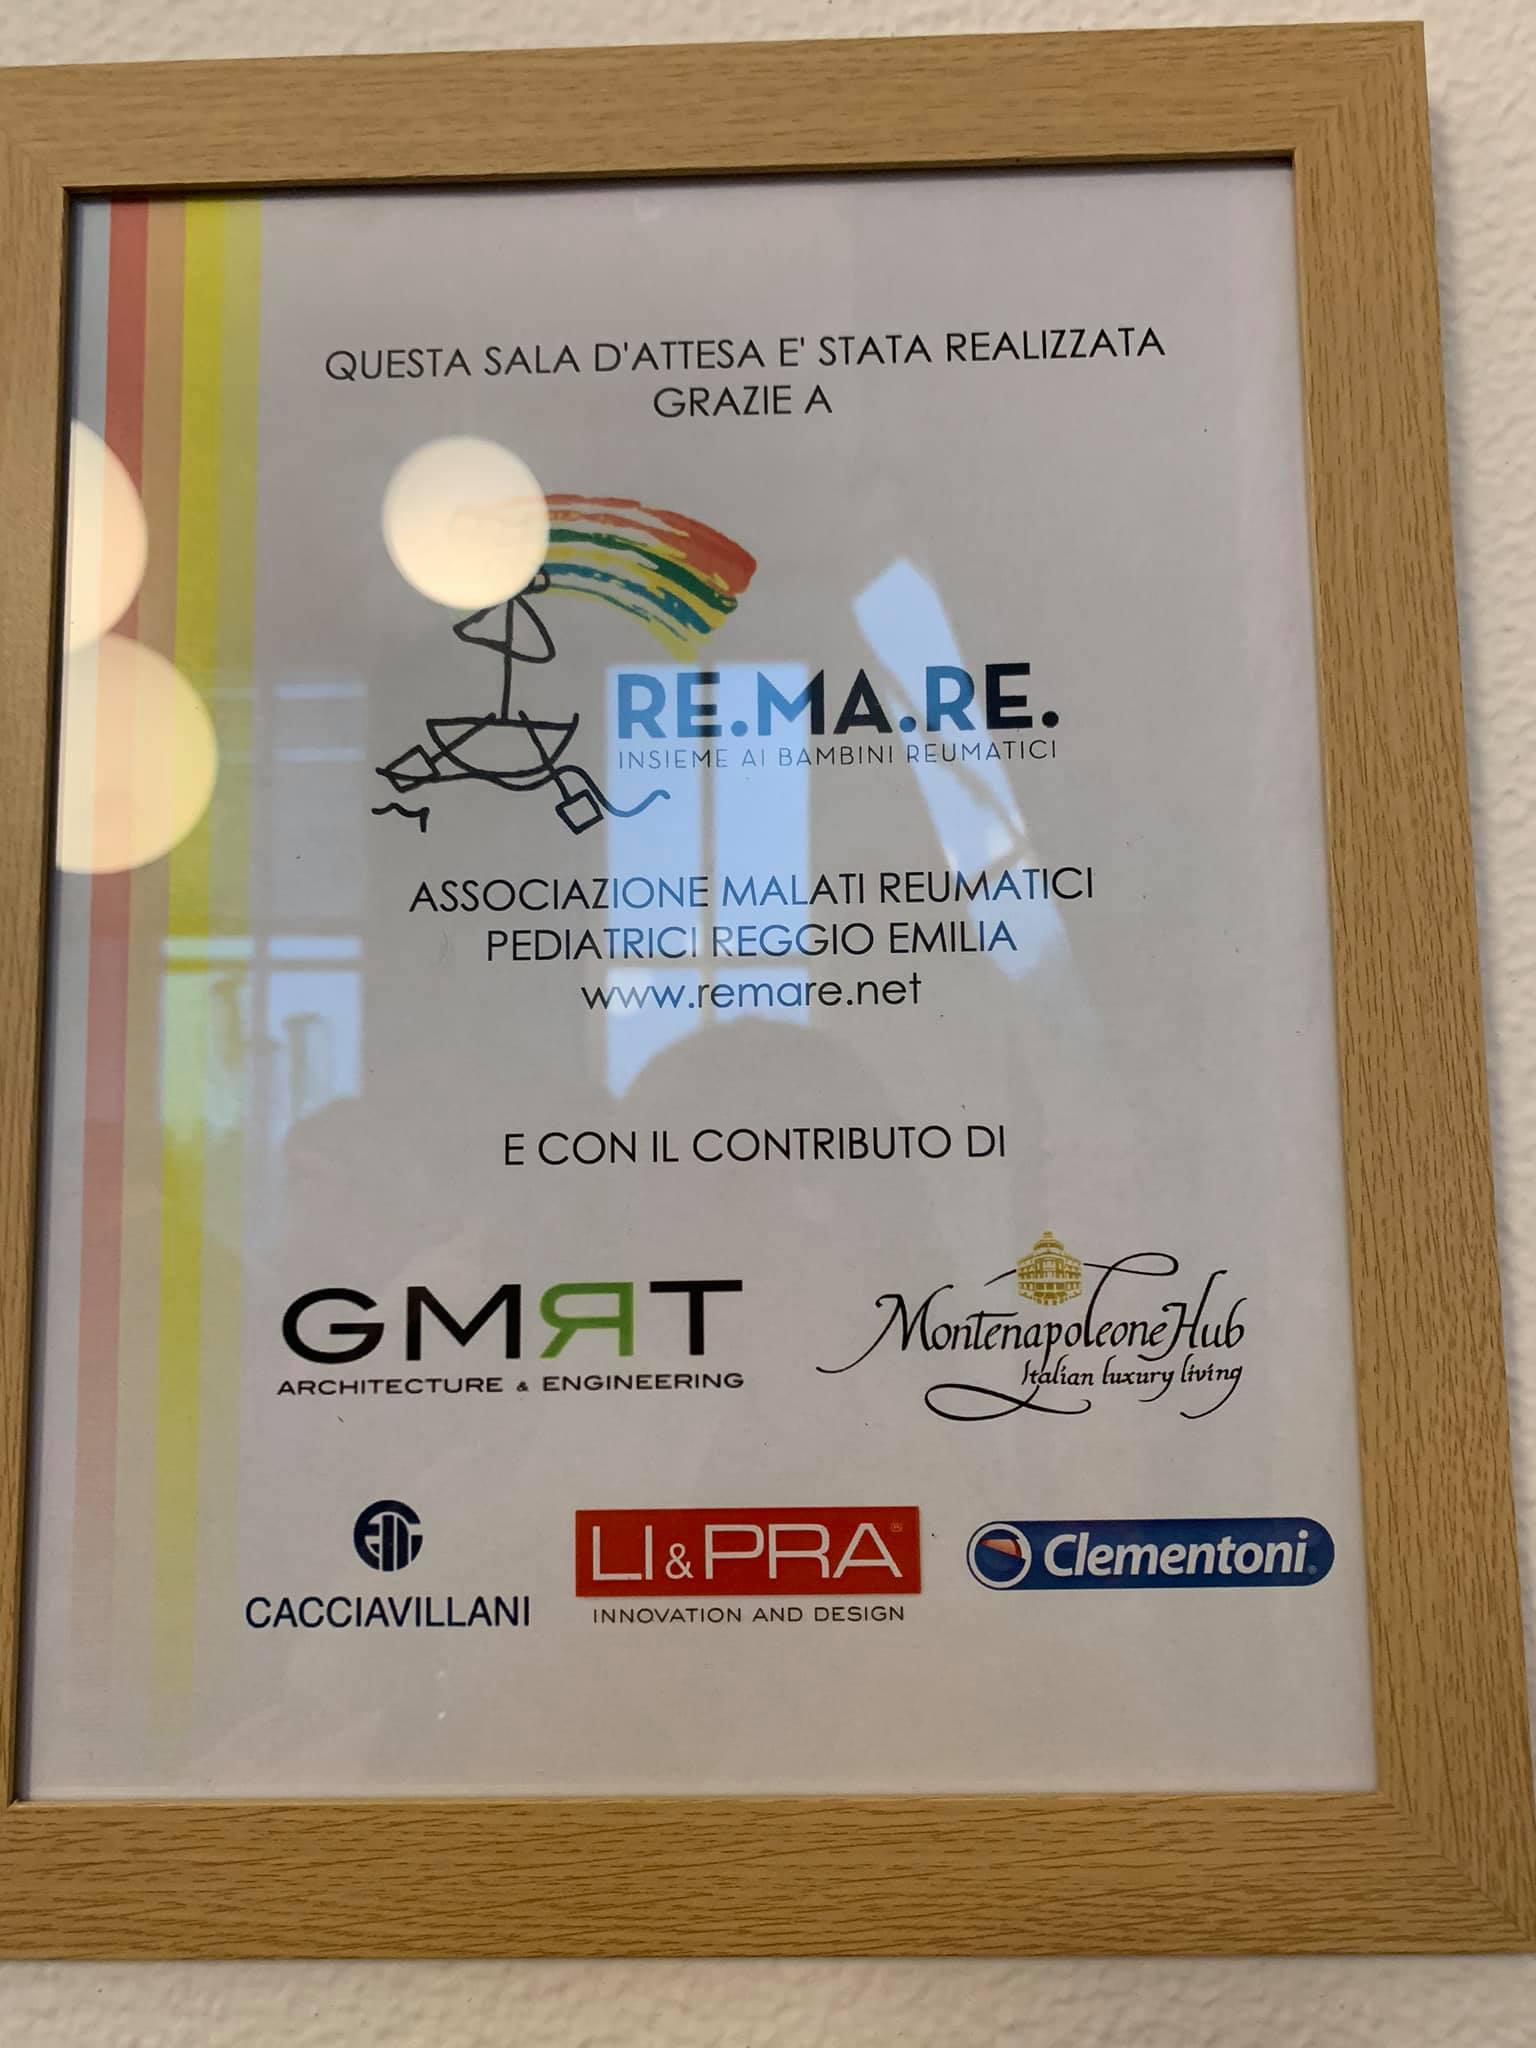 QUESTA SALA D'ATTESA E' STATA REALIZZATA
GRAZIE A
RE.MA.RE.
INSIEME AI BAMBINI REUMATICI
ASSOCIAZIONE MALATI REUMATICI
PEDIATRICI REGGIO EMILIA
www.remare.net
E CON IL CONTRIBUTO DI
GMRT
ARCHITECTURE & ENGINEERING
MontenapoleoneHub
Italian luxury living
CACCIAVILLANI
LI&PRA®
INNOVATION AND DESIGN
Clementoni®